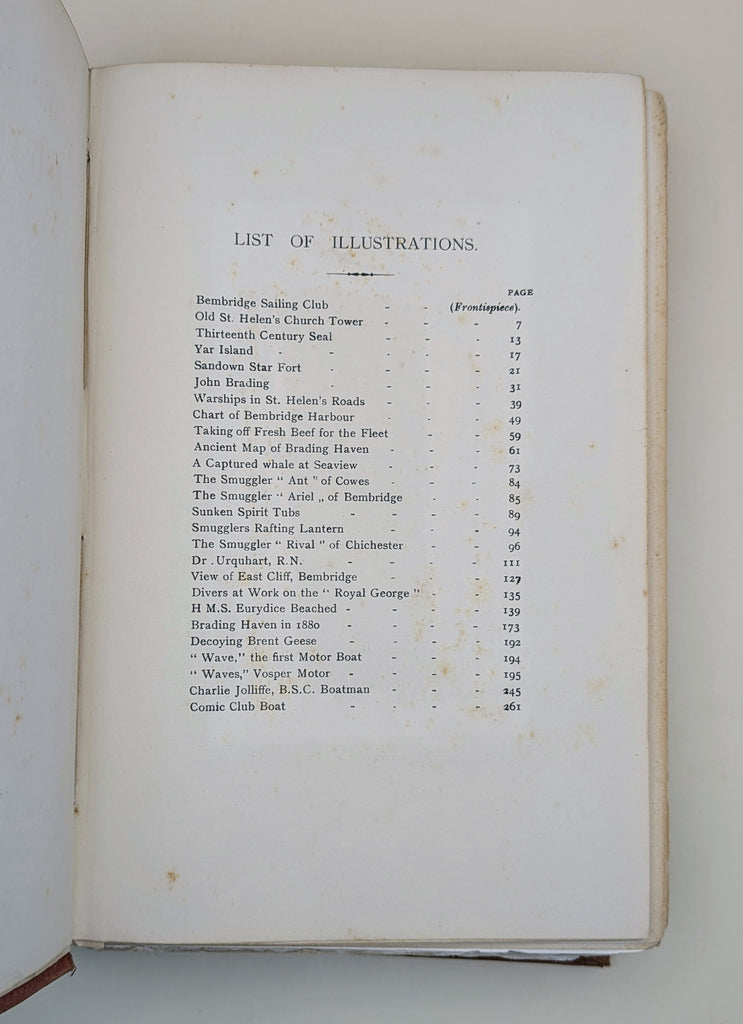 LIST OF ILLUSTRATIONS.
PAGE
Bembridge Sailing Club - - (Frontispiece).
Old St. Helen's Church Tower - - - 7
Thirteenth Century Seal - - - 13
Yar Island - - - - 17
Sandown Star Fort - - - 21
John Brading - - - 31
Warships in St. Helen's Roads - - - 39
Chart of Bembridge Harbour - - - 49
Taking off Fresh Beef for the Fleet - - 59
Ancient Map of Brading Haven - - - 61
A Captured whale at Seaview - - - 73
The Smuggler " Ant " of Cowes - - - 84
The Smuggler " Ariel „ of Bembridge - - 85
Sunken Spirit Tubs - - - - 89
Smugglers Rafting Lantern - - - 94
The Smuggler " Rival " of Chichester - - 96
Dr . Urquhart, R.N. - - - - 111
View of East Cliff, Bembridge - - - 127
Divers at Work on the " Royal George " - - 135
H M.S. Eurydice Beached - - - - 139
Brading Haven in 1880 - - - - 173
Decoying Brent Geese - - - - 192
" Wave," the first Motor Boat - - - 194
" Waves," Vosper Motor - - - - 195
Charlie Jolliffe, B.S.C. Boatman - - - 245
Comic Club Boat - - - - 261